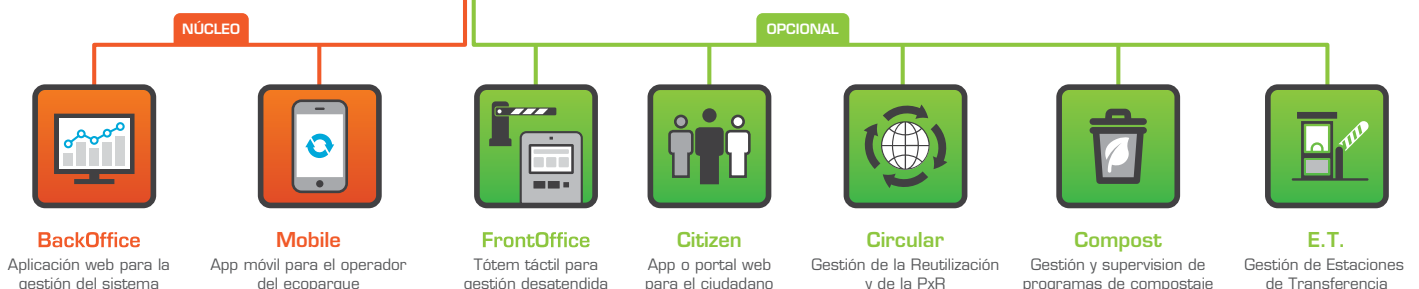 NÚCLEO
OPCIONAL
BackOffice
Aplicación web para la
gestión del sistema
Mobile
App móvil para el operador
del ecoparque
FrontOffice
Tótem táctil para
gestión desatendida
Citizen
App o portal web
para el ciudadano
Circular
Gestión de la Reutilización
y de la PxR
Compost
Gestión y supervision de
programas de compostaje
E.T.
Gestión de Estaciones
de Transferencia